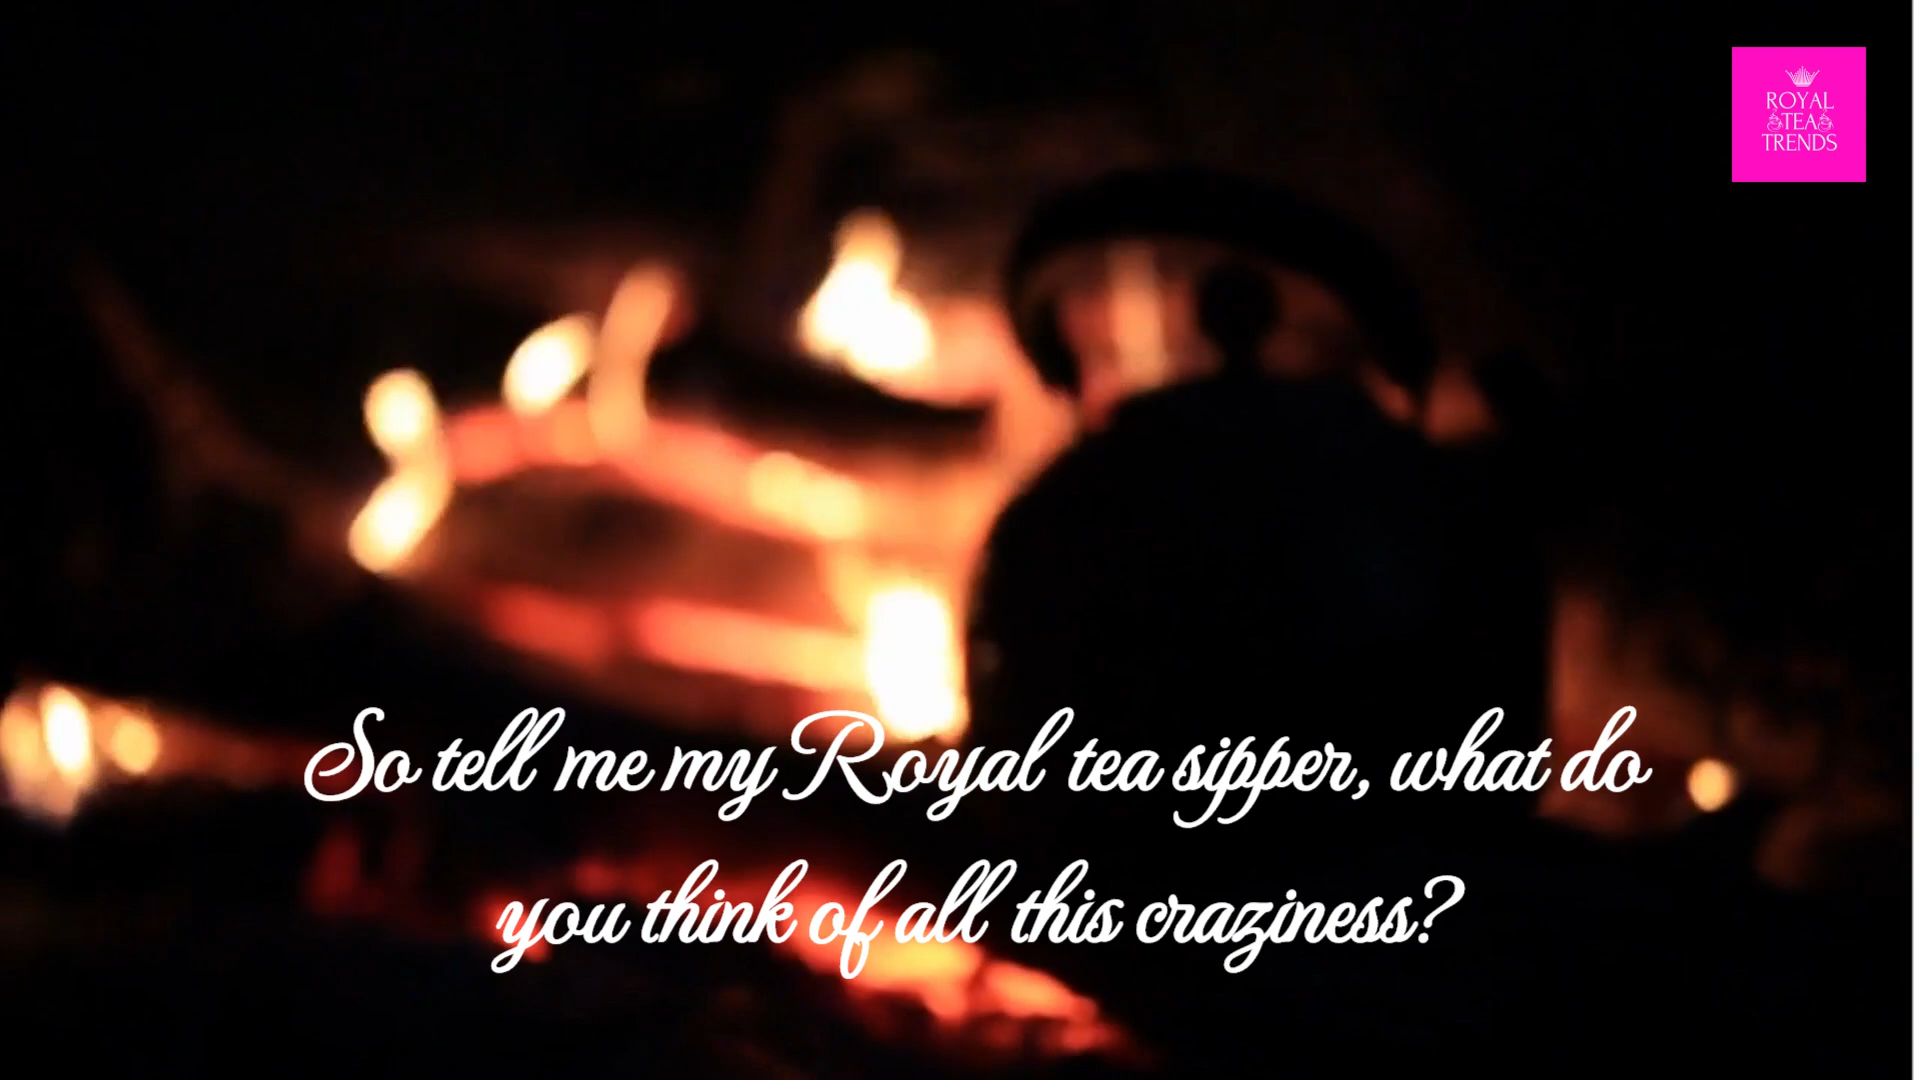 ROYAL
TEA
TRENDS
So tell me my Royal tea sipper, what do
you think of all this craziness?